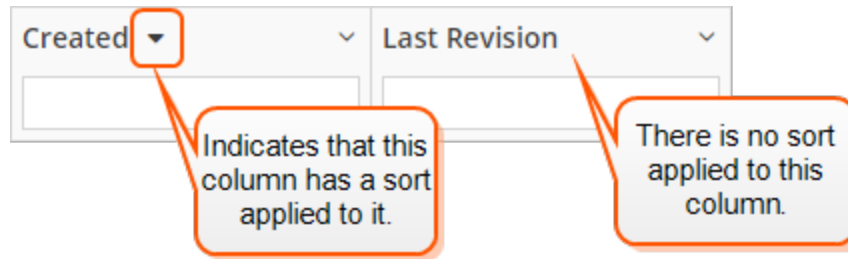 Created
Last Revision
Indicates that this
column has a sort
applied to it.
There is no sort
applied to this
column.